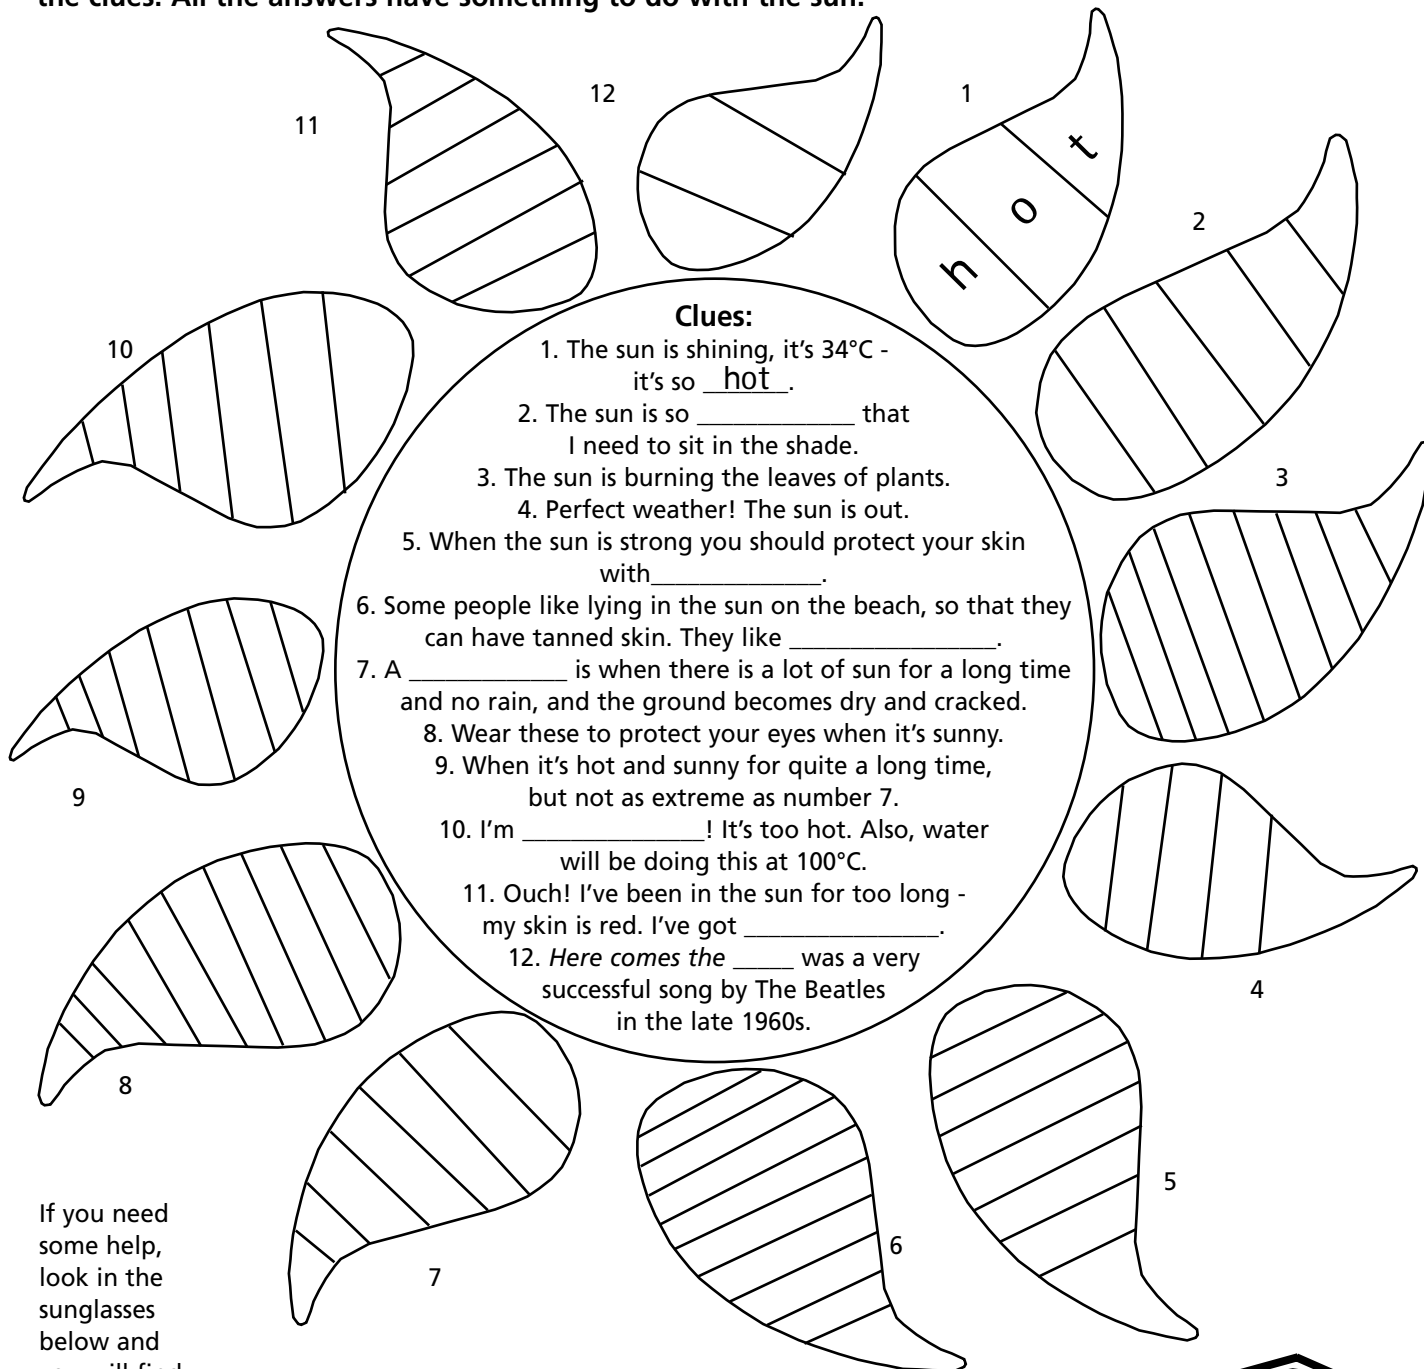 the clues. All the answers have something to do with the sun.
12
1
11
t
2
o
h
10
Clues:
1. The sun is shining, it's 34°C -
it's so __hot__.
2. The sun is so _____________ that
I need to sit in the shade.
3
3. The sun is burning the leaves of plants.
4. Perfect weather! The sun is out.
5. When the sun is strong you should protect your skin
with______________.
6. Some people like lying in the sun on the beach, so that they
can have tanned skin. They like _________________.
7. A _____________ is when there is a lot of sun for a long time
and no rain, and the ground becomes dry and cracked.
8. Wear these to protect your eyes when it's sunny.
9. When it's hot and sunny for quite a long time,
but not as extreme as number 7.
9
10. I'm _______________! It's too hot. Also, water
will be doing this at 100°C.
11. Ouch! I've been in the sun for too long -
my skin is red. I've got ________________.
12. Here comes the _____ was a very
successful song by The Beatles
in the late 1960s.
4
8
5
6
7
If you need
some help,
look in the
sunglasses
below and
you will find